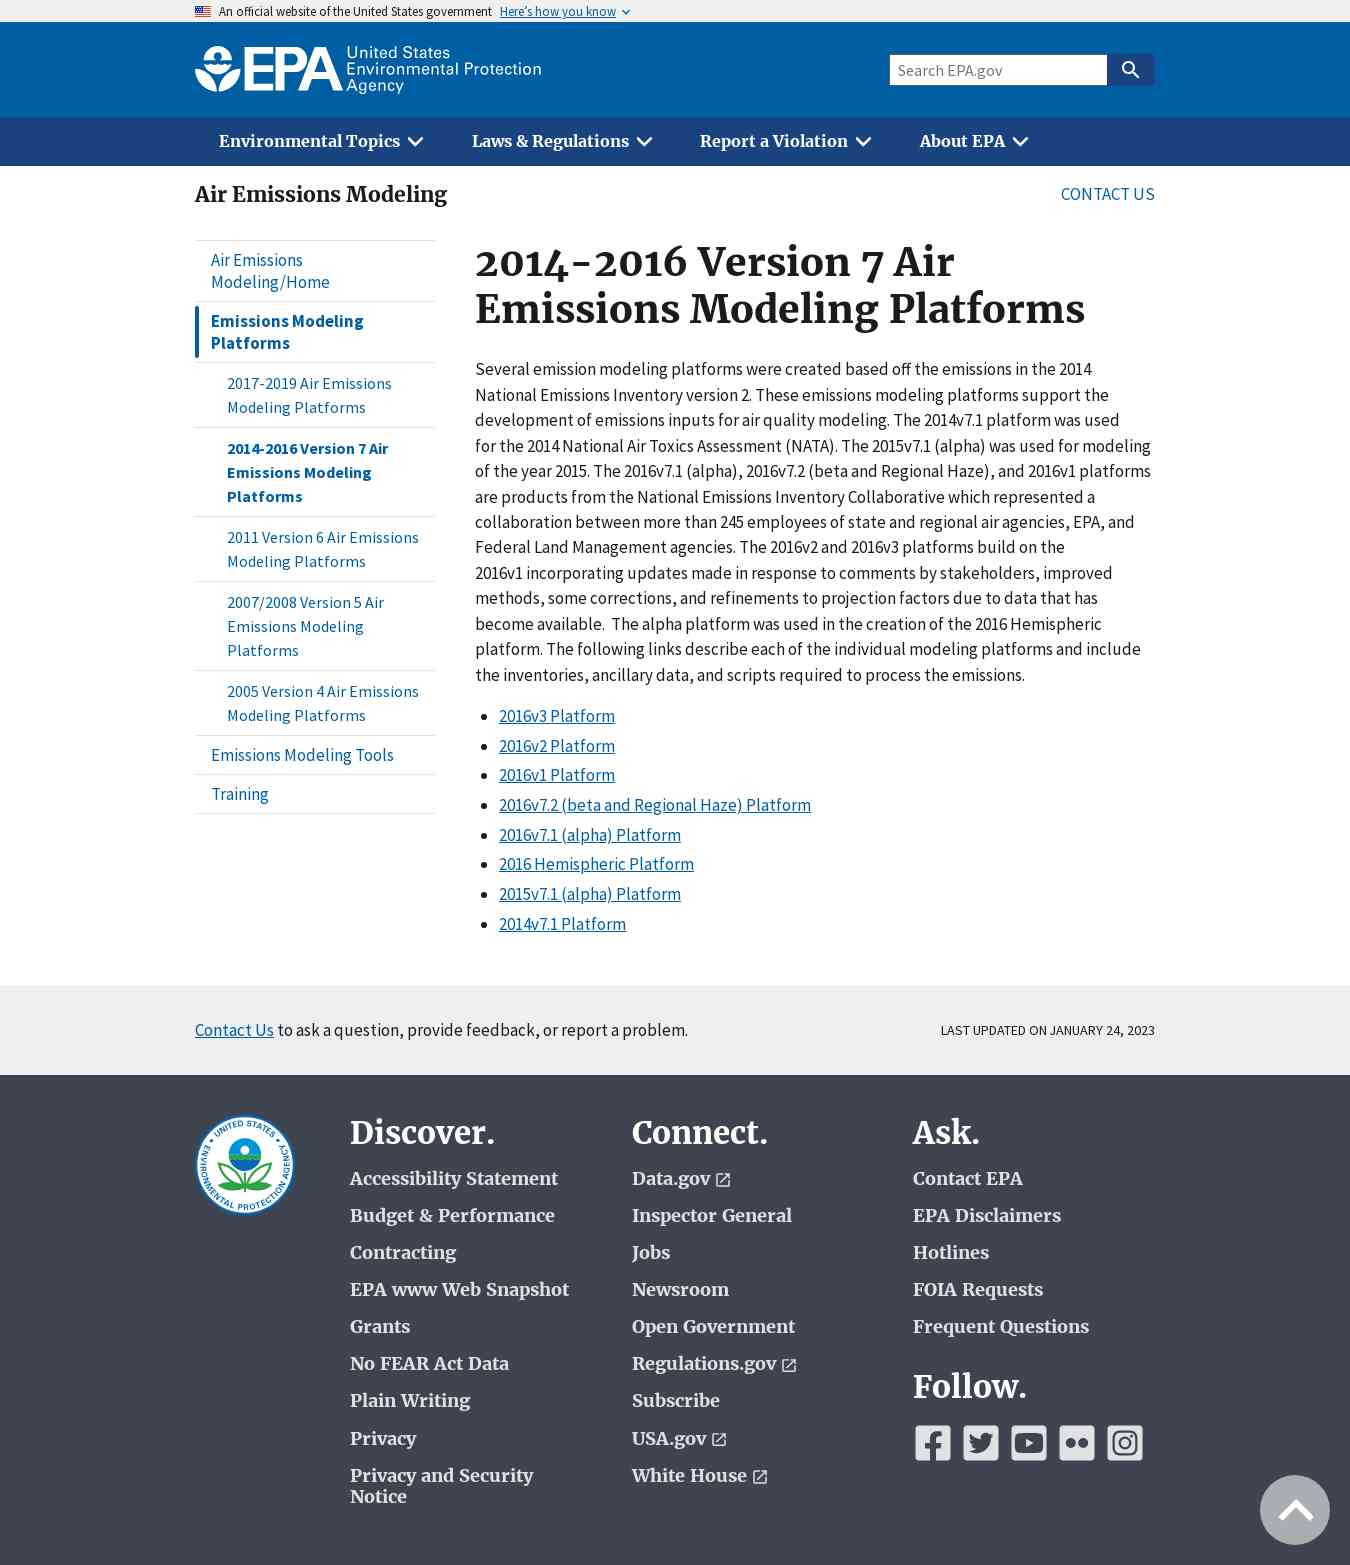 An official website of the United States government Here's how you know
EPA United States
Environmental Protection
Agency
Search EPA.gov
Environmental Topics
Laws & Regulations
Report a Violation
About EPA
Air Emissions Modeling
CONTACT US
Air Emissions
Modeling/Home
Emissions Modeling
Platforms
2017-2019 Air Emissions
Modeling Platforms
2014-2016 Version 7 Air
Emissions Modeling
Platforms
2011 Version 6 Air Emissions
Modeling Platforms
2007/2008 Version 5 Air
Emissions Modeling
Platforms
2005 Version 4 Air Emissions
Modeling Platforms
Emissions Modeling Tools
Training
2014-2016 Version 7 Air
Emissions Modeling Platforms
Several emission modeling platforms were created based off the emissions in the 2014
National Emissions Inventory version 2. These emissions modeling platforms support the
development of emissions inputs for air quality modeling. The 2014v7.1 platform was used
for the 2014 National Air Toxics Assessment (NATA). The 2015v7.1 (alpha) was used for modeling
of the year 2015. The 2016v7.1 (alpha), 2016v7.2 (beta and Regional Haze), and 2016v1 platforms
are products from the National Emissions Inventory Collaborative which represented a
collaboration between more than 245 employees of state and regional air agencies, EPA, and
Federal Land Management agencies. The 2016v2 and 2016v3 platforms build on the
2016v1 incorporating updates made in response to comments by stakeholders, improved
methods, some corrections, and refinements to projection factors due to data that has
become available.  The alpha platform was used in the creation of the 2016 Hemispheric
platform. The following links describe each of the individual modeling platforms and include
the inventories, ancillary data, and scripts required to process the emissions.
2016v3 Platform
2016v2 Platform
2016v1 Platform
2016v7.2 (beta and Regional Haze) Platform
2016v7.1 (alpha) Platform
2016 Hemispheric Platform
2015v7.1 (alpha) Platform
2014v7.1 Platform
Contact Us to ask a question, provide feedback, or report a problem.
LAST UPDATED ON JANUARY 24, 2023
UNITED STATES
ENVIRONMENTAL PROTECTION AGENCY
Discover.
Accessibility Statement
Budget & Performance
Contracting
EPA www Web Snapshot
Grants
No FEAR Act Data
Plain Writing
Privacy
Privacy and Security
Notice
Connect.
Data.gov
Inspector General
Jobs
Newsroom
Open Government
Regulations.gov
Subscribe
USA.gov
White House
Ask.
Contact EPA
EPA Disclaimers
Hotlines
FOIA Requests
Frequent Questions
Follow.